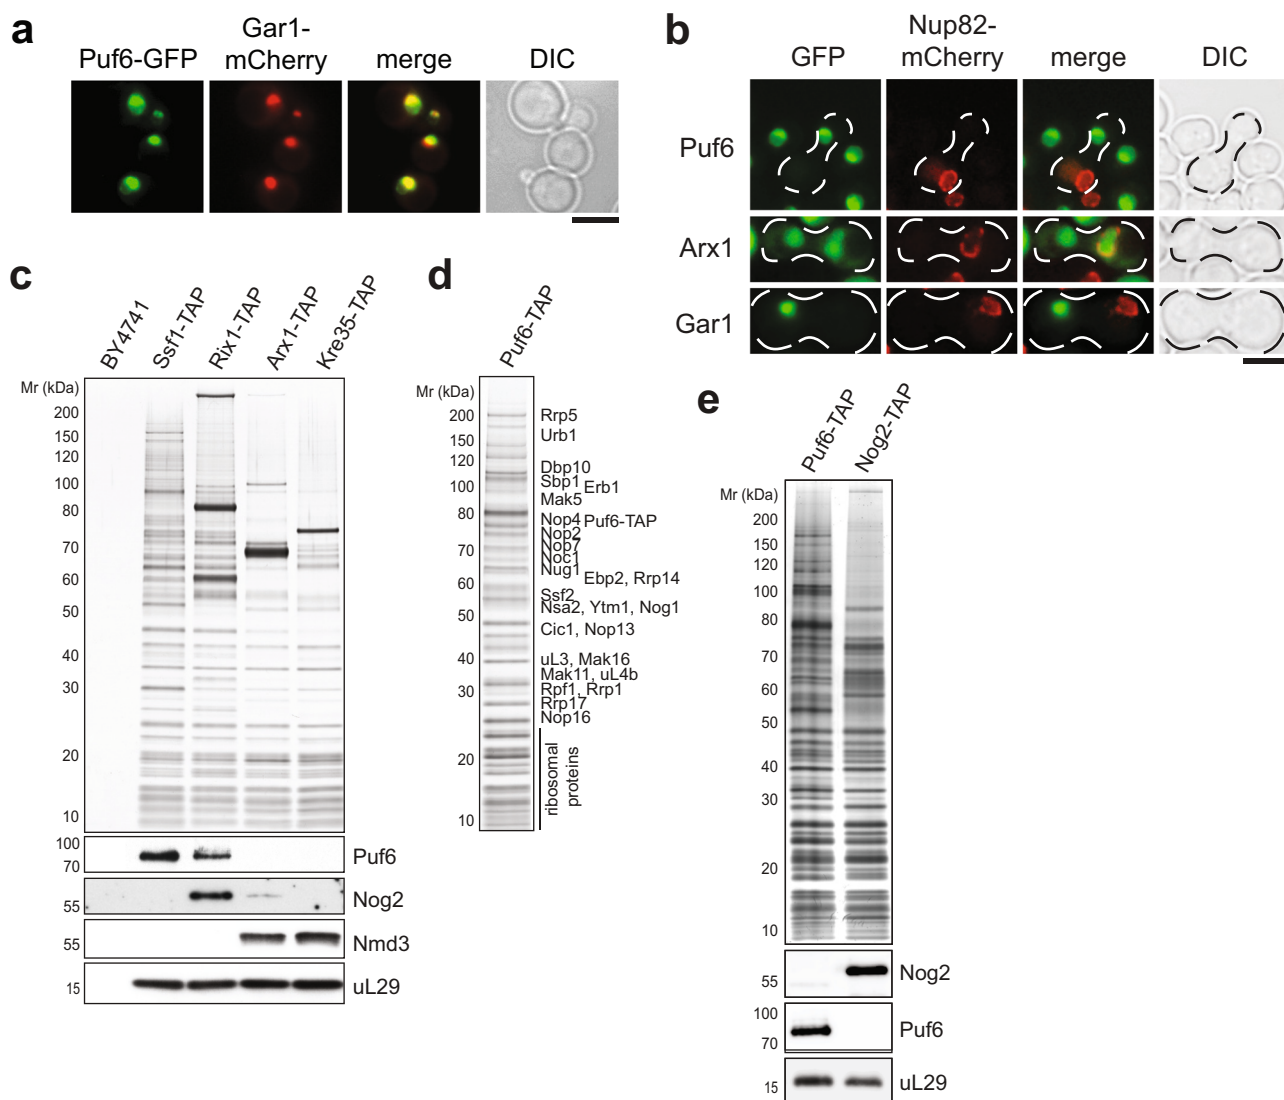 a
Puf6-GFP
Gar1-
mCherry
merge
DIC
b
GFP
Nup82-
mCherry
merge
DIC
Puf6
Arx1
Gar1
c
BY4741
Ssf1-TAP
Rix1-TAP
Arx1-TAP
Kre35-TAP
Mr (kDa)
200
150
120
100
80
70
60
50
40
30
20
10
100
70
Puf6
55
Nog2
55
Nmd3
15
uL29
d
Puf6-TAP
Mr (kDa)
200
150
120
100
80
70
60
50
40
30
20
10
Rrp5
Urb1
Dbp10
Sbp1
Erb1
Mak5
Nop4
Puf6-TAP
Nop2
Nop7
Noc1
Nug1
Ebp2, Rrp14
Ssf2
Nsa2, Ytm1, Nog1
Cic1, Nop13
uL3, Mak16
Mak11, uL4b
Rpf1, Rrp1
Rrp17
Nop16
ribosomal
proteins
e
Puf6-TAP
Nog2-TAP
Mr (kDa)
200
150
120
100
80
70
60
50
40
30
20
10
55
Nog2
100
70
Puf6
15
uL29